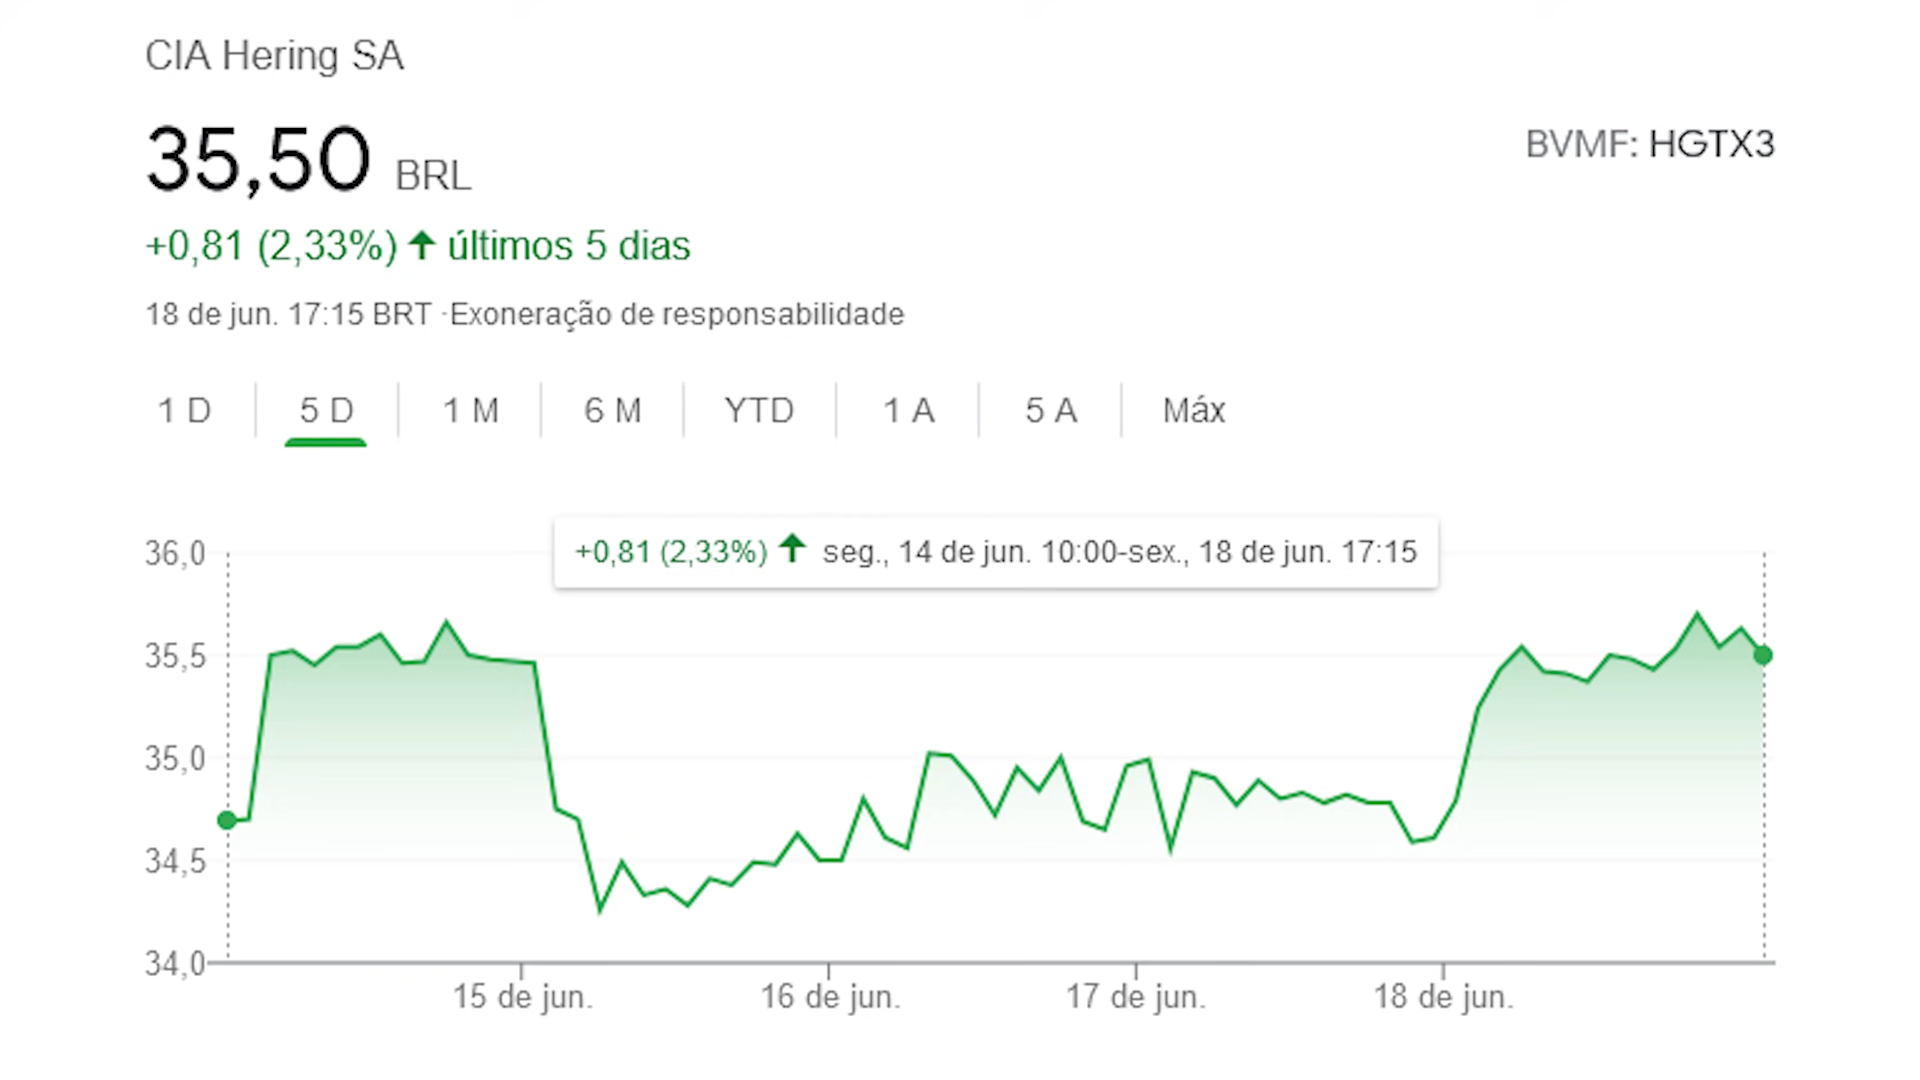 CIA Hering SA
35,50 BRL
BVMF: HGTX3
+0,81 (2,33%) ↑ últimos 5 dias
18 de jun. 17:15 BRT ·Exoneração de responsabilidade
1 D 5 D 1 M 6 M YTD 1 A 5 A Máx
+0,81 (2,33%) ↑ seg., 14 de jun. 10:00-sex., 18 de jun. 17:15
36,0
35,5
35,0
34,5
34,0
15 de jun. 16 de jun. 17 de jun. 18 de jun.